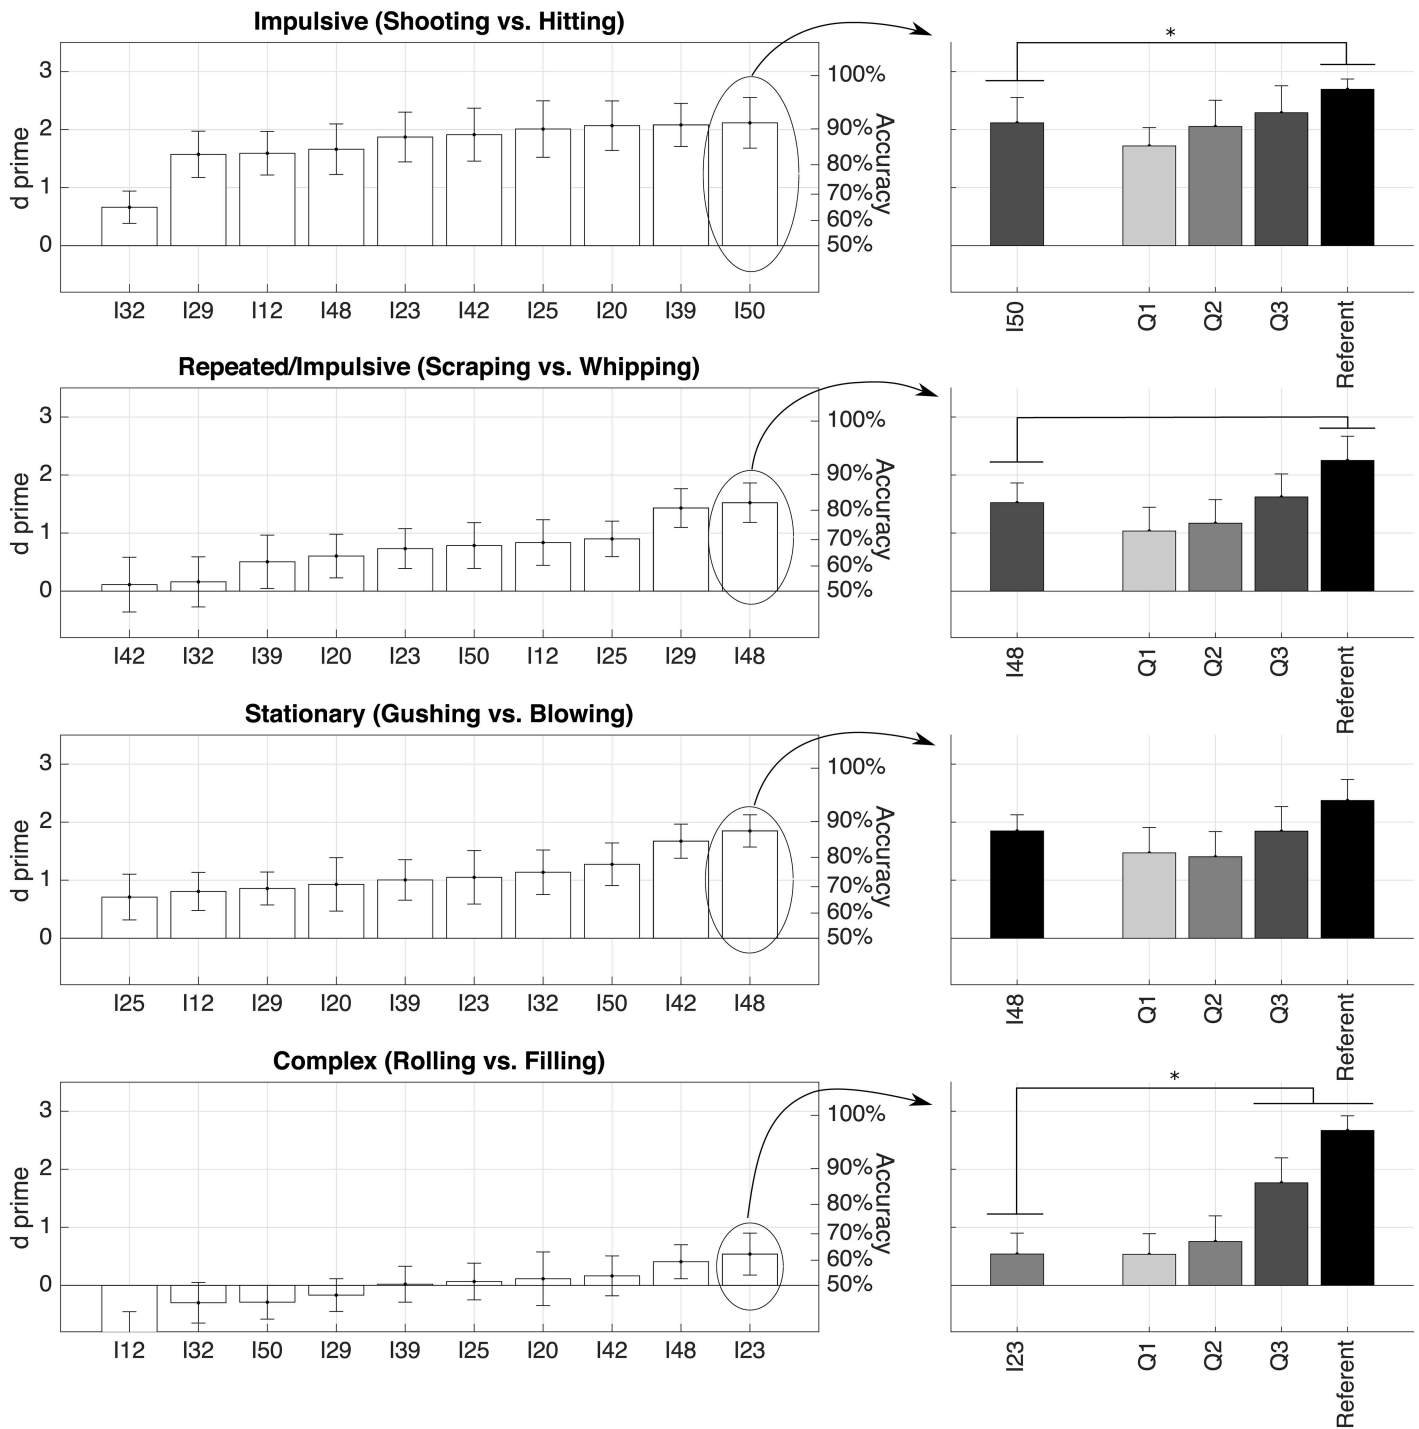 Impulsive (Shooting vs. Hitting)
d prime
3
2
1
0
100%
90%
80%
70%
60%
50%
Accuracy
I32 I29 I12 I48 I23 I42 I25 I20 I39 I50
*
I50 Q1 Q2 Q3 Referent
Repeated/Impulsive (Scraping vs. Whipping)
d prime
3
2
1
0
100%
90%
80%
70%
60%
50%
Accuracy
I42 I32 I39 I20 I23 I50 I12 I25 I29 I48
I48 Q1 Q2 Q3 Referent
Stationary (Gushing vs. Blowing)
d prime
3
2
1
0
100%
90%
80%
70%
60%
50%
Accuracy
I25 I12 I29 I20 I39 I23 I32 I50 I42 I48
I48 Q1 Q2 Q3 Referent
Complex (Rolling vs. Filling)
d prime
3
2
1
0
100%
90%
80%
70%
60%
50%
Accuracy
I12 I32 I50 I29 I39 I25 I20 I42 I48 I23
*
I23 Q1 Q2 Q3 Referent